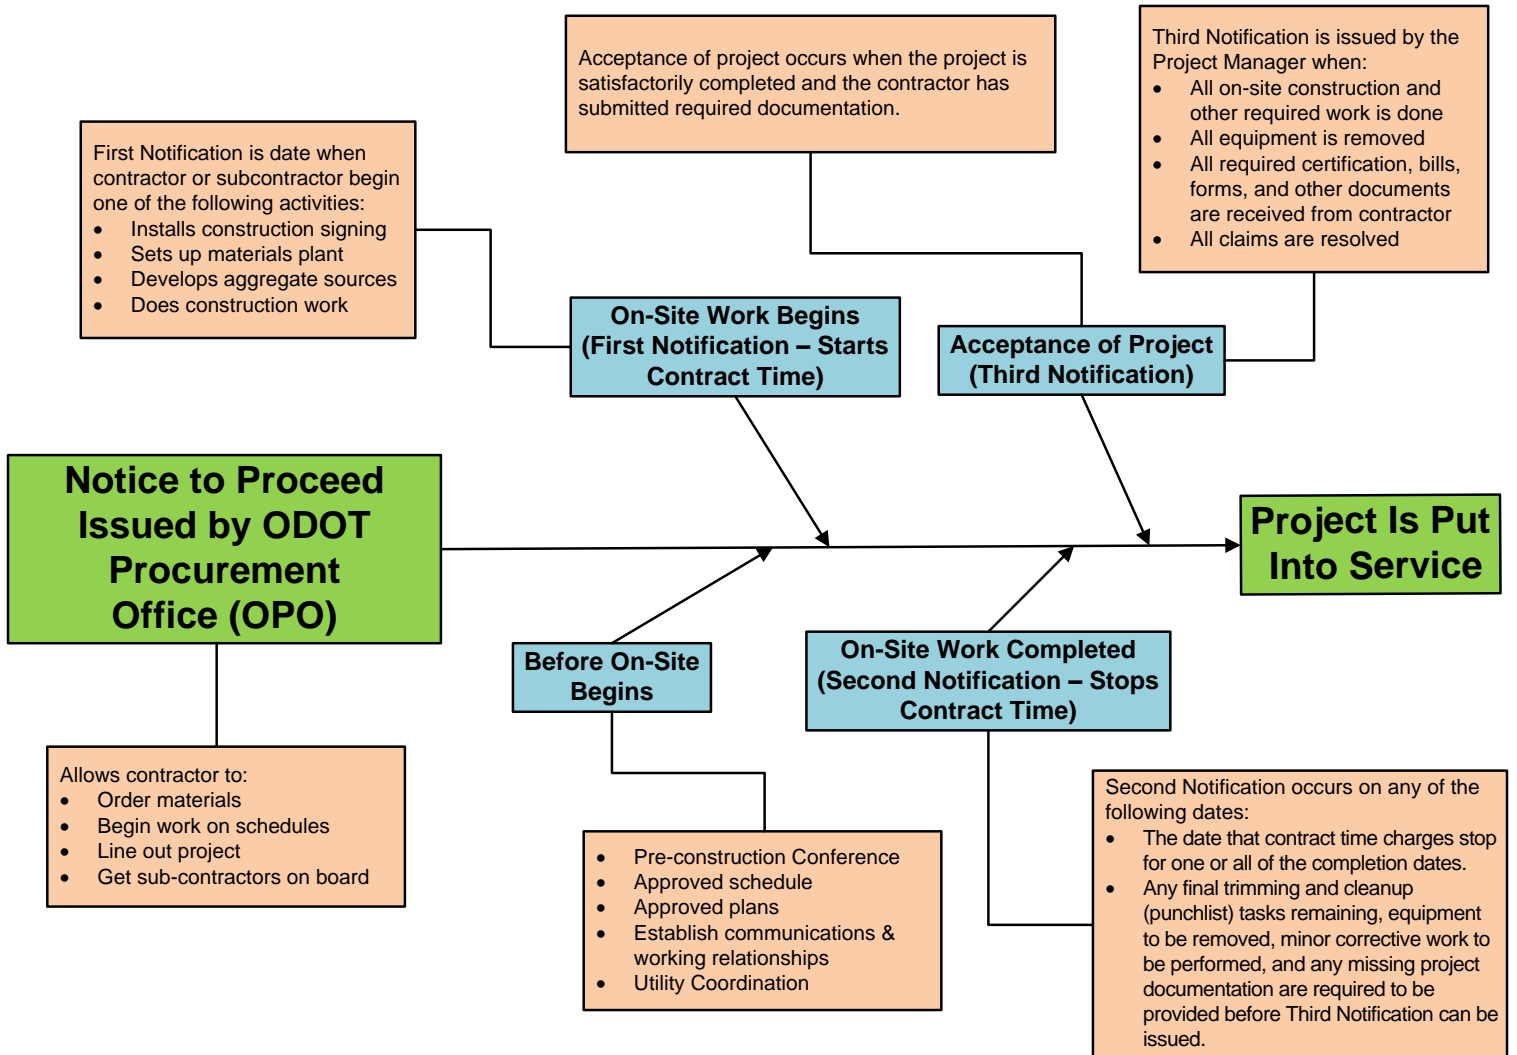 Acceptance of project occurs when the project is
satisfactorily completed and the contractor has
submitted required documentation.
Third Notification is issued by the
Project Manager when:
• All on-site construction and
other required work is done
• All equipment is removed
• All required certification, bills,
forms, and other documents
are received from contractor
• All claims are resolved
First Notification is date when
contractor or subcontractor begin
one of the following activities:
• Installs construction signing
• Sets up materials plant
• Develops aggregate sources
• Does construction work
On-Site Work Begins
(First Notification – Starts
Contract Time)
Acceptance of Project
(Third Notification)
Notice to Proceed
Issued by ODOT
Procurement
Office (OPO)
Project Is Put
Into Service
Before On-Site
Begins
On-Site Work Completed
(Second Notification – Stops
Contract Time)
Allows contractor to:
• Order materials
• Begin work on schedules
• Line out project
• Get sub-contractors on board
• Pre-construction Conference
• Approved schedule
• Approved plans
• Establish communications &
working relationships
• Utility Coordination
Second Notification occurs on any of the
following dates:
• The date that contract time charges stop
for one or all of the completion dates.
• Any final trimming and cleanup
(punchlist) tasks remaining, equipment
to be removed, minor corrective work to
be performed, and any missing project
documentation are required to be
provided before Third Notification can be
issued.